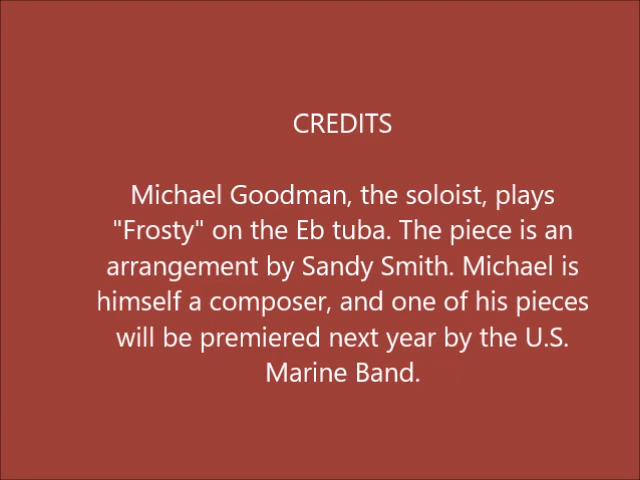 CREDITS
Michael Goodman, the soloist, plays
"Frosty" on the Eb tuba. The piece is an
arrangement by Sandy Smith. Michael is
himself a composer, and one of his pieces
will be premiered next year by the U.S.
Marine Band.